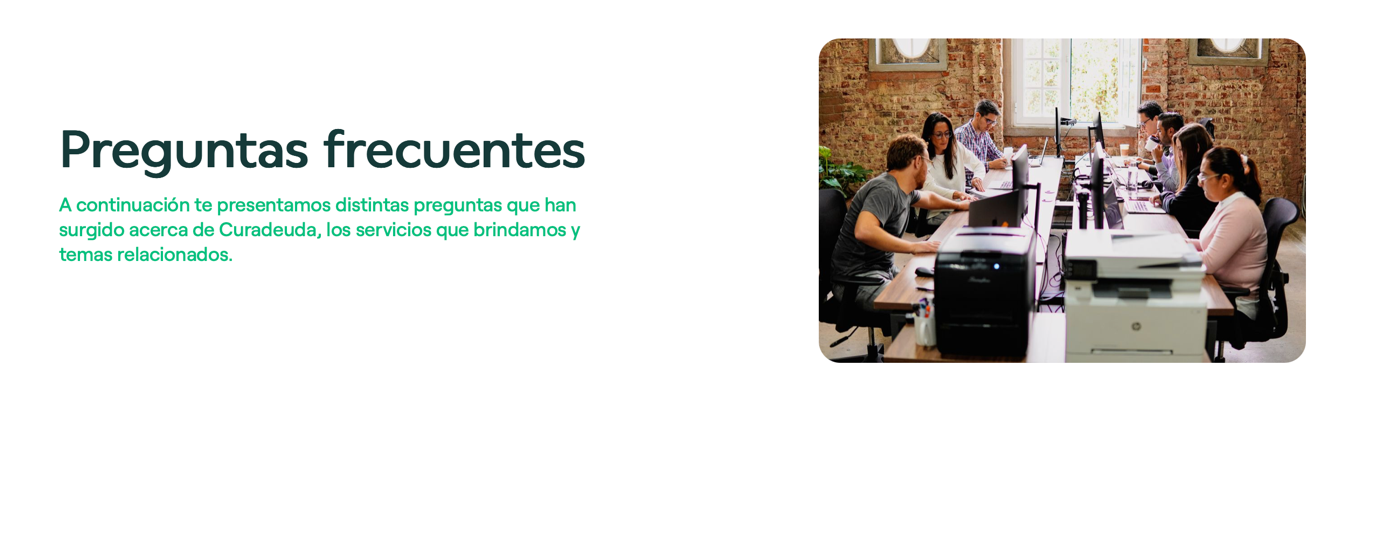 Preguntas frecuentes
A continuación te presentamos distintas preguntas que han
surgido acerca de Curadeuda, los servicios que brindamos y
temas relacionados.